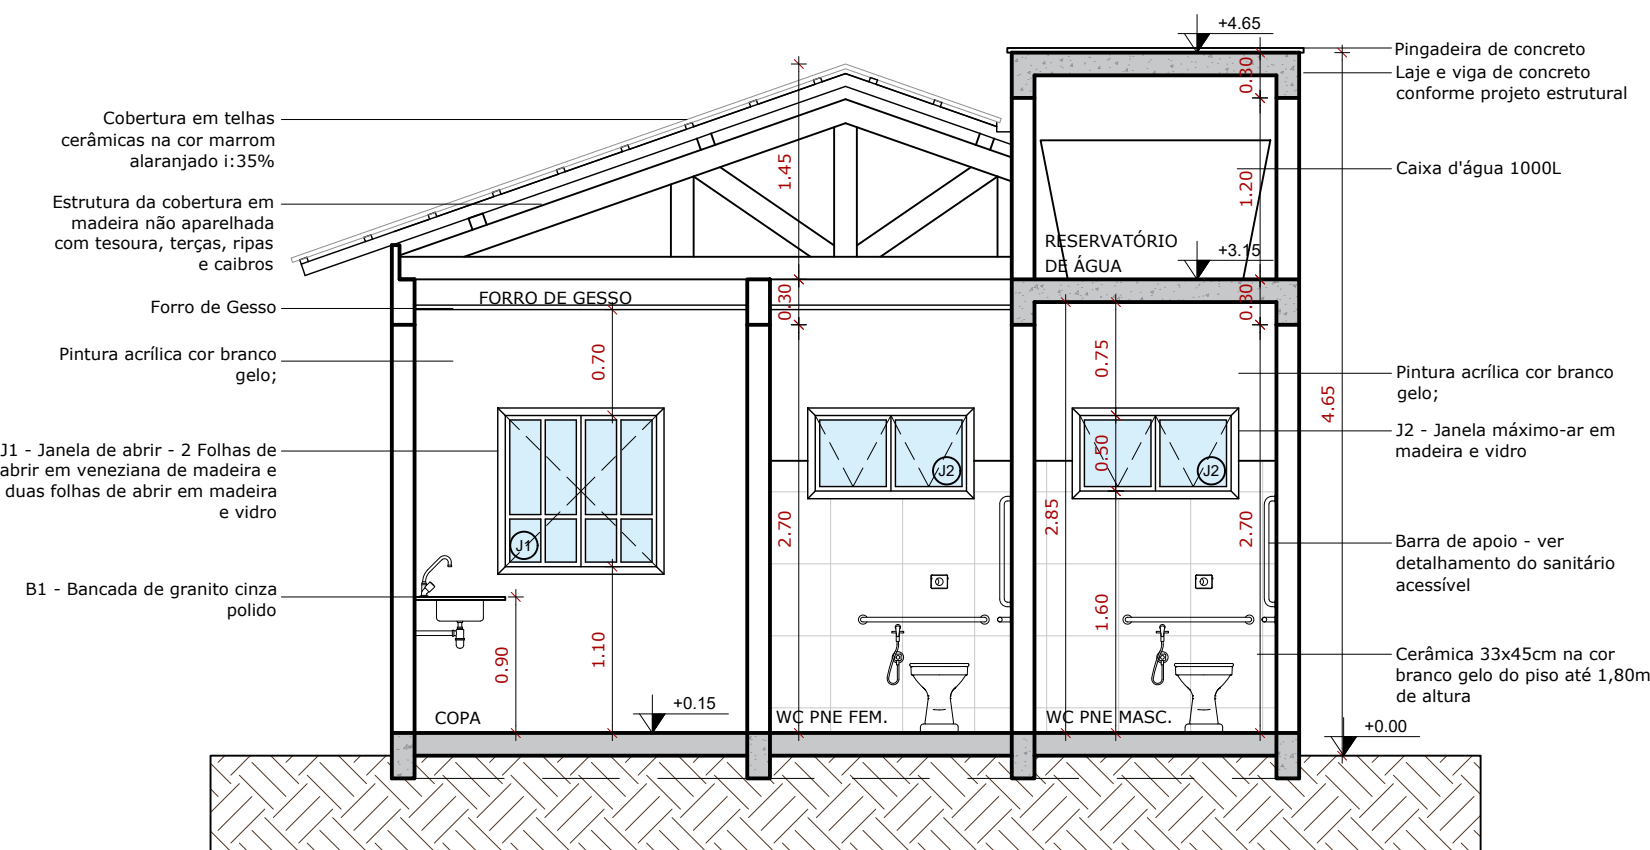 +4.65
Pingadeira de concreto
Laje e viga de concreto
conforme projeto estrutural
0.30
Cobertura em telhas
cerâmicas na cor marrom
alaranjado i:35%
1.45
Caixa d'água 1000L
1.20
Estrutura da cobertura em
madeira não aparelhada
com tesoura, terças, ripas
e caibros
RESERVATÓRIO
DE ÁGUA
+3.15
Forro de Gesso
FORRO DE GESSO
0.30
0.30
Pintura acrílica cor branco
gelo;
0.70
0.75
Pintura acrílica cor branco
gelo;
4.65
J1 - Janela de abrir - 2 Folhas de
abrir em veneziana de madeira e
duas folhas de abrir em madeira
e vidro
J2 - Janela máximo-ar em
madeira e vidro
0.50
J2
J2
J1
2.70
2.85
2.70
Barra de apoio - ver
detalhamento do sanitário
acessível
B1 - Bancada de granito cinza
polido
0.90
1.10
1.60
Cerâmica 33x45cm na cor
branco gelo do piso até 1,80m
de altura
COPA
+0.15
WC PNE FEM.
WC PNE MASC.
+0.00